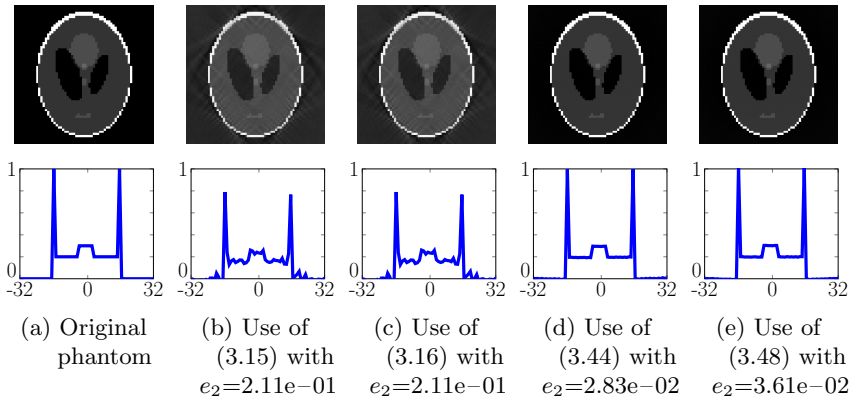 1 1 1 1 1
0 0 0 0 0
-32 0 32 -32 0 32 -32 0 32 -32 0 32 -32 0 32
(a) Original (b) Use of (c) Use of (d) Use of (e) Use of
phantom (3.15) with (3.16) with (3.44) with (3.48) with
e₂=2.11e−01 e₂=2.11e−01 e₂=2.83e−02 e₂=3.61e−02